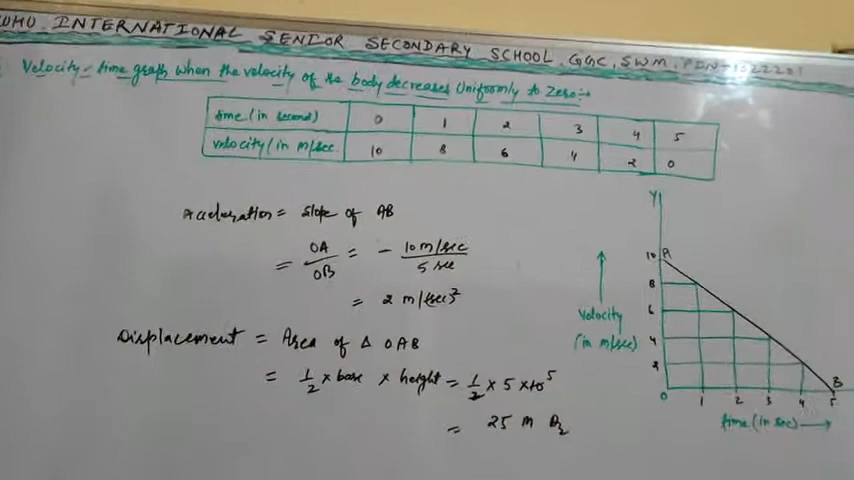 INTERNATIONAL SENIOR SECONDARY SCHOOL, GGC, SWM,
Velocity - time graph when the velocity of the body decreases Uniformly to Zero:-
time (in second) 0 1 2 3 4 5
velocity (in m/sec 10 8 6 4 2 0
Acceleration = Slope of AB
= OA/OB = - 10 m/sec / 5 sec
= 2 m/(sec)²
Displacement = Area of Δ OAB
= 1/2 × base × height = 1/2 × 5 × 10 5
= 25 m
Y
10 A
8
6
4
2
0 1 2 3 4 5
B
Velocity
(in m/sec)
time (in sec)